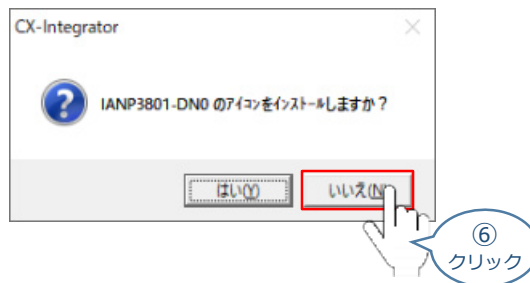 CX-Integrator
IANP3801-DN0 のアイコンをインストールしますか？
はい(Y)
いいえ(N)
⑥
クリック